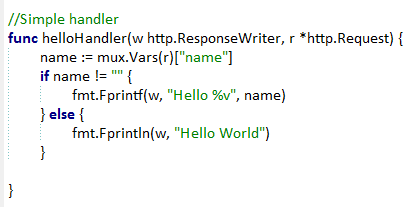 //Simple handler
func helloHandler(w http.ResponseWriter, r *http.Request) {
name := mux.Vars(r)["name"]
if name != "" {
fmt.Fprintf(w, "Hello %v", name)
} else {
fmt.Fprintln(w, "Hello World")
}
}